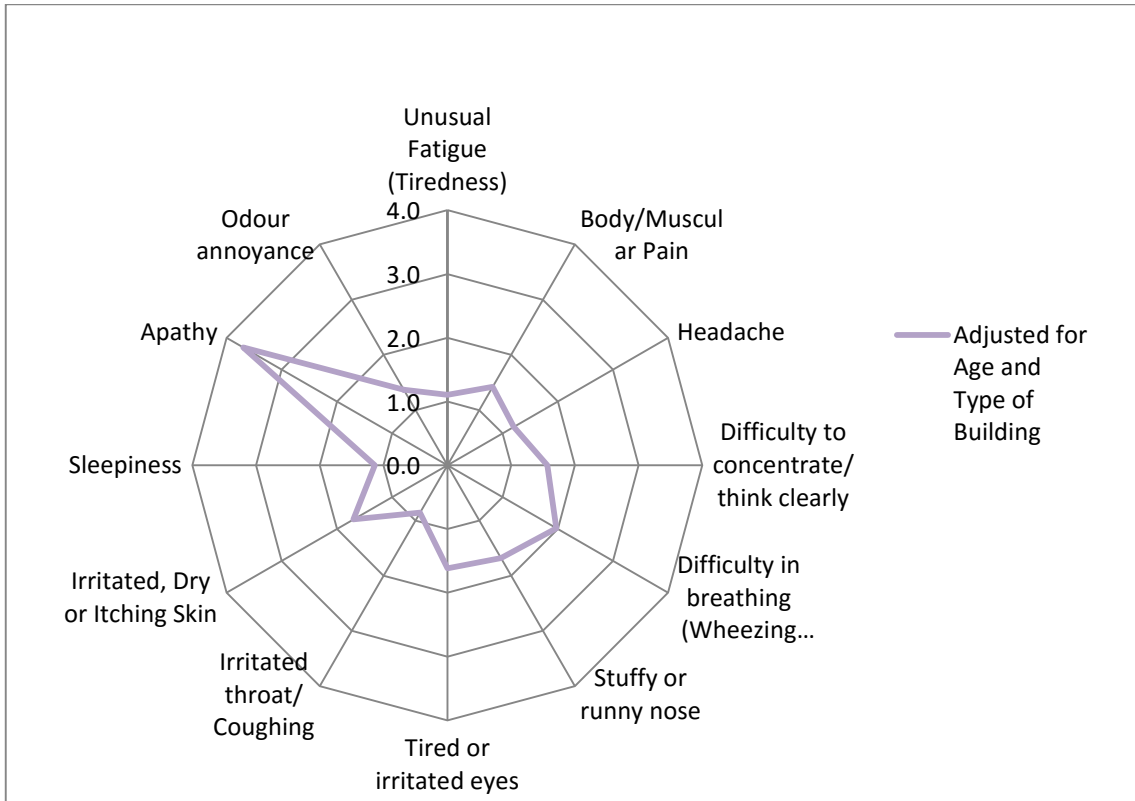 Unusual
Fatigue
(Tiredness)
Body/Muscul
ar Pain
Headache
Difficulty to
concentrate/
think clearly
Difficulty in
breathing
(Wheezing…
Stuffy or
runny nose
Tired or
irritated eyes
Irritated
throat/
Coughing
Irritated, Dry
or Itching Skin
Sleepiness
Apathy
Odour
annoyance
4.0
3.0
2.0
1.0
0.0
Adjusted for
Age and
Type of
Building